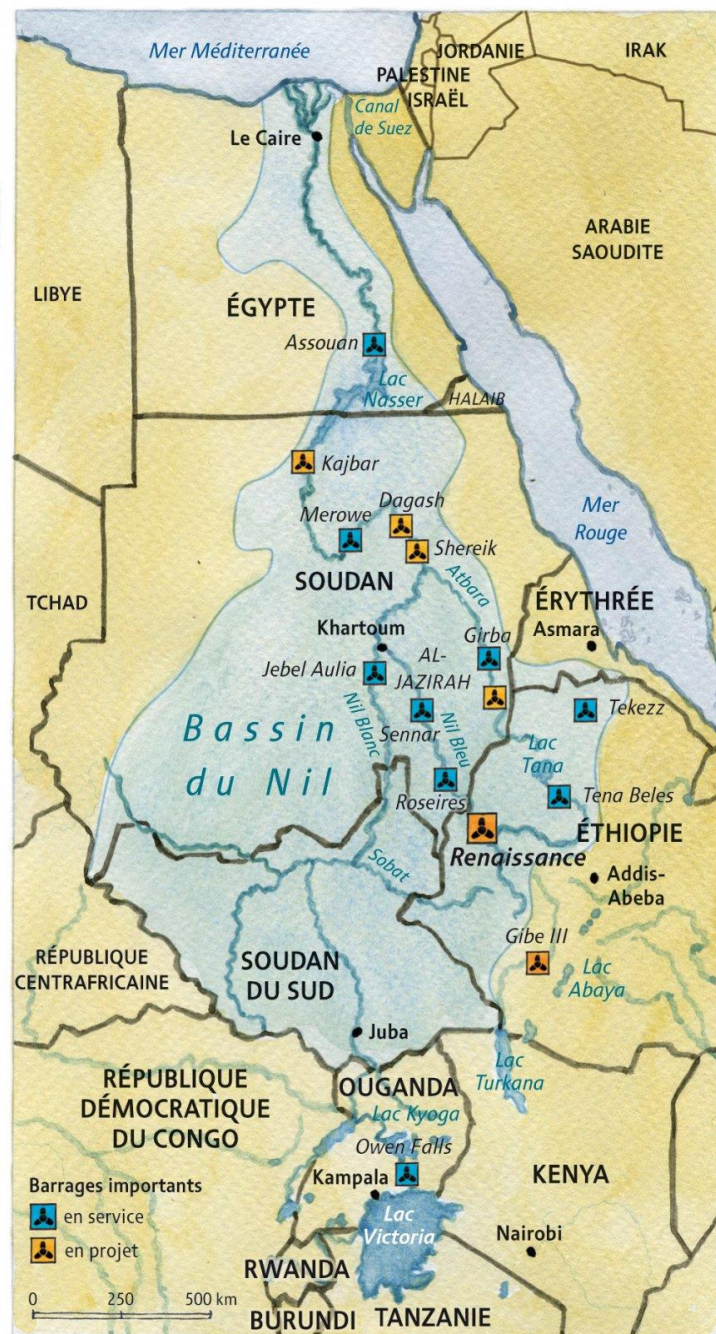 Mer Méditerranée
JORDANIE
IRAK
PALESTINE
ISRAËL
Canal
de Suez
Le Caire
ARABIE
SAOUDITE
LIBYE
ÉGYPTE
Assouan
Lac
Nasser
HALAIB
Kajbar
Dagash
Merowe
Shereik
Mer
Rouge
SOUDAN
Atbara
TCHAD
ÉRYTHRÉE
Khartoum
Girba
Asmara
Jebel Aulia
AL-
JAZIRAH
Nil Blanc
Sennar
Nil Bleu
Tekezz
Bassin
du Nil
Lac
Tana
Roseires
Tena Beles
ÉTHIOPIE
Renaissance
Sobat
Addis-
Abeba
Gibe III
RÉPUBLIQUE
CENTRAFRICAINE
SOUDAN
DU SUD
Lac
Abaya
Juba
Lac
Turkana
RÉPUBLIQUE
DÉMOCRATIQUE
DU CONGO
OUGANDA
Lac Kyoga
Owen Falls
Kampala
KENYA
Barrages importants
en service
en projet
Lac
Victoria
Nairobi
RWANDA
0 250 500 km
BURUNDI
TANZANIE